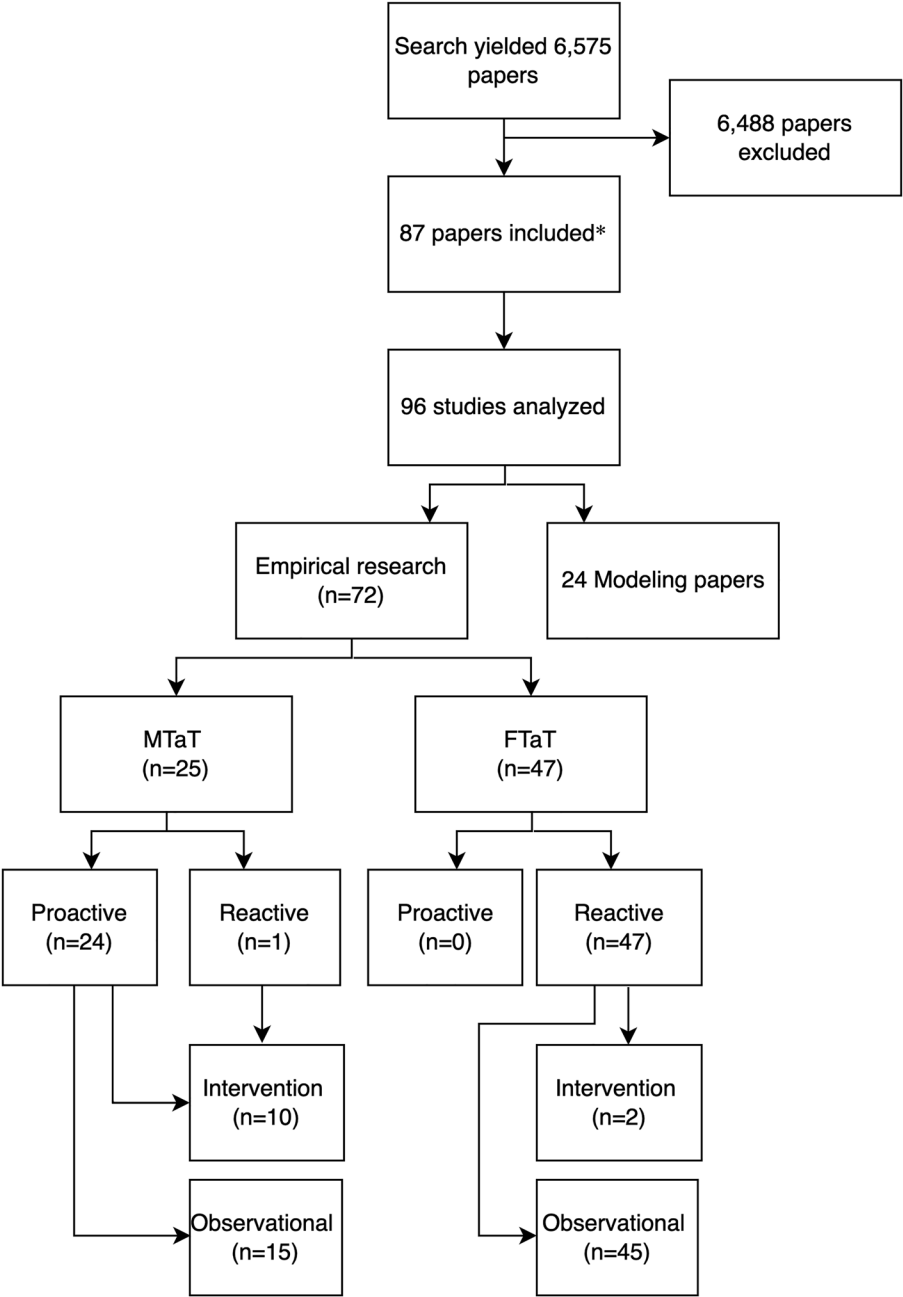 Search yielded 6,575
papers
6,488 papers
excluded
87 papers included*
96 studies analyzed
Empirical research
(n=72)
24 Modeling papers
MTaT
(n=25)
FTaT
(n=47)
Proactive
(n=24)
Reactive
(n=1)
Proactive
(n=0)
Reactive
(n=47)
Intervention
(n=10)
Intervention
(n=2)
Observational
(n=15)
Observational
(n=45)